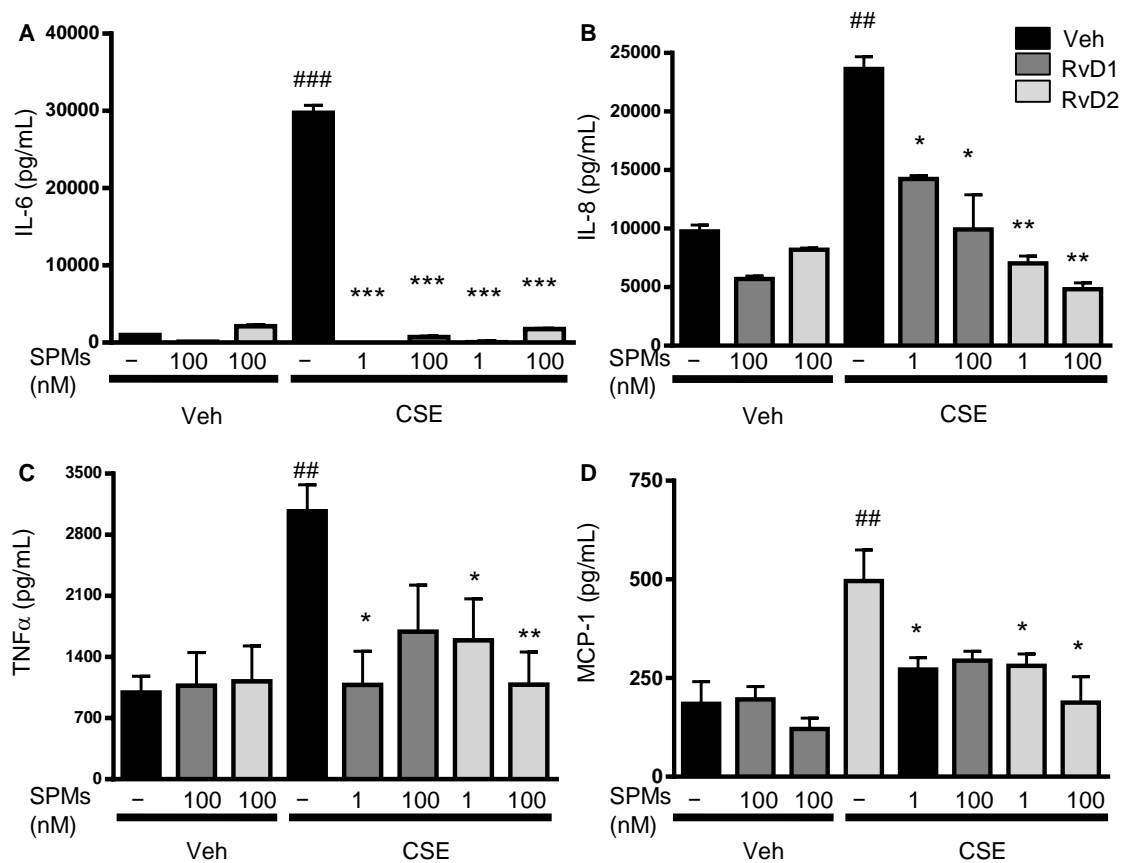 A
IL-6 (pg/mL)
40000
30000
20000
10000
0
###
***
***
***
***
SPMs
(nM)
– 100 100 – 1 100 1 100
Veh CSE
B
IL-8 (pg/mL)
25000
20000
15000
10000
5000
0
##
*
*
**
**
Veh
RvD1
RvD2
SPMs
(nM)
– 100 100 – 1 100 1 100
Veh CSE
C
TNFα (pg/mL)
3500
2800
2100
1400
700
0
##
*
*
**
SPMs
(nM)
– 100 100 – 1 100 1 100
Veh CSE
D
MCP-1 (pg/mL)
750
500
250
0
##
*
*
*
SPMs
(nM)
– 100 100 – 1 100 1 100
Veh CSE